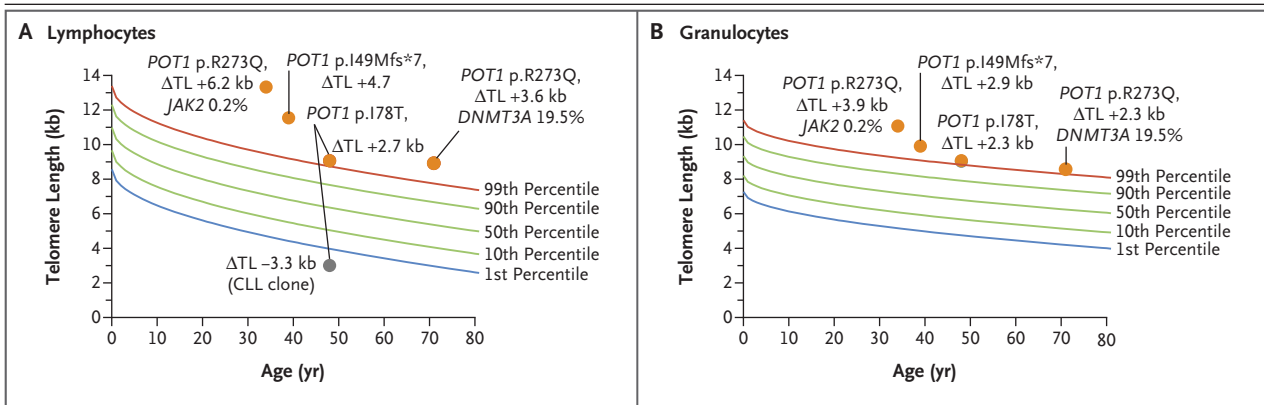 A Lymphocytes
POT1 p.R273Q,
ΔTL +6.2 kb
JAK2 0.2%
POT1 p.I49Mfs*7,
ΔTL +4.7
POT1 p.I78T,
ΔTL +2.7 kb
POT1 p.R273Q,
ΔTL +3.6 kb
DNMT3A 19.5%
ΔTL –3.3 kb
(CLL clone)
99th Percentile
90th Percentile
50th Percentile
10th Percentile
1st Percentile
Telomere Length (kb)
14
12
10
8
6
4
2
0
0 10 20 30 40 50 60 70 80
Age (yr)
B Granulocytes
POT1 p.R273Q,
ΔTL +3.9 kb
JAK2 0.2%
POT1 p.I49Mfs*7,
ΔTL +2.9 kb
POT1 p.I78T,
ΔTL +2.3 kb
POT1 p.R273Q,
ΔTL +2.3 kb
DNMT3A 19.5%
99th Percentile
90th Percentile
50th Percentile
10th Percentile
1st Percentile
Telomere Length (kb)
14
12
10
8
6
4
2
0
0 10 20 30 40 50 60 70 80
Age (yr)